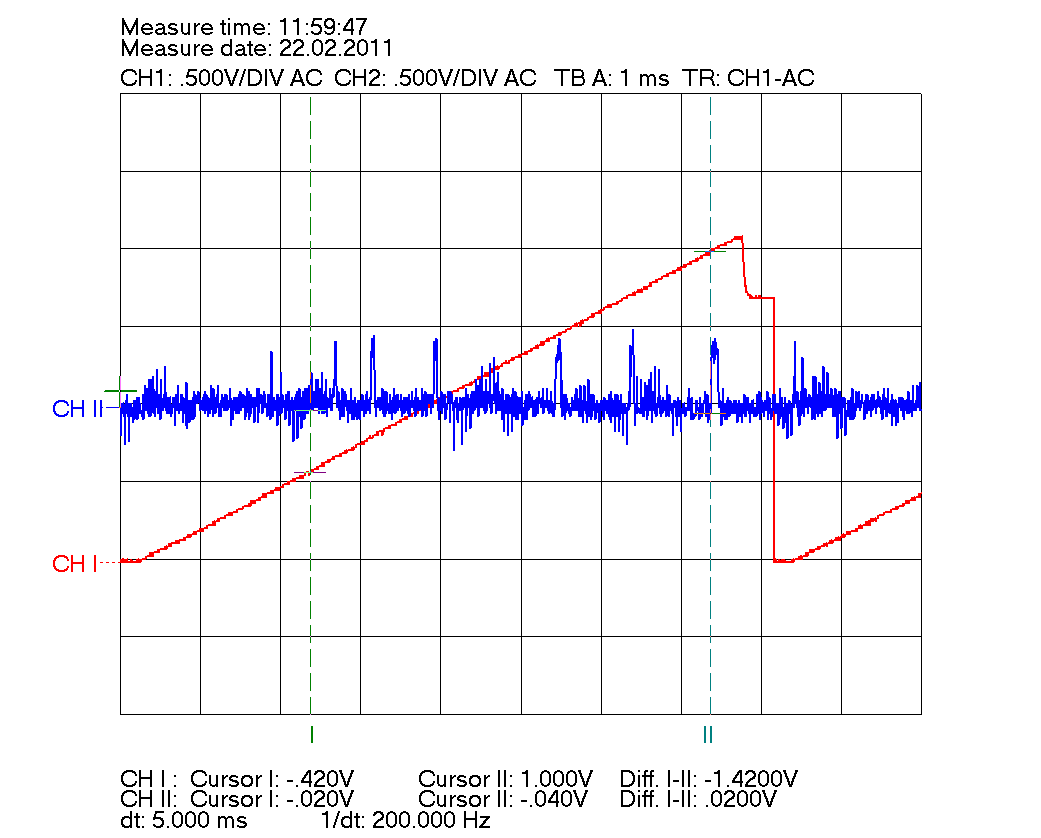 Measure time: 11:59:47
Measure date: 22.02.2011
CH1: .500V/DIV AC CH2: .500V/DIV AC TB A: 1 ms TR: CH1-AC
CH II
CH I
I II
CH I : Cursor I: -.420V Cursor II: 1.000V Diff. I-II: -1.4200V
CH II: Cursor I: -.020V Cursor II: -.040V Diff. I-II: .0200V
dt: 5.000 ms 1/dt: 200.000 Hz